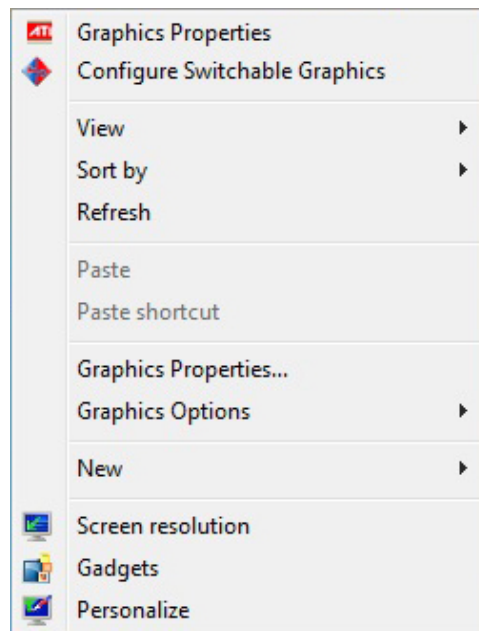 ATI Graphics Properties
Configure Switchable Graphics
View
Sort by
Refresh
Paste
Paste shortcut
Graphics Properties...
Graphics Options
New
Screen resolution
Gadgets
Personalize